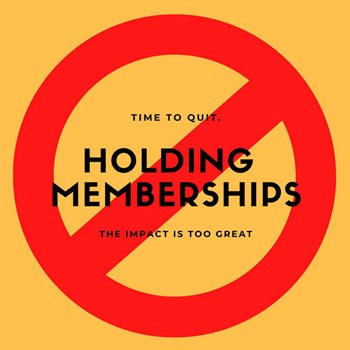 TIME TO QUIT.
HOLDING
MEMBERSHIPS
THE IMPACT IS TOO GREAT